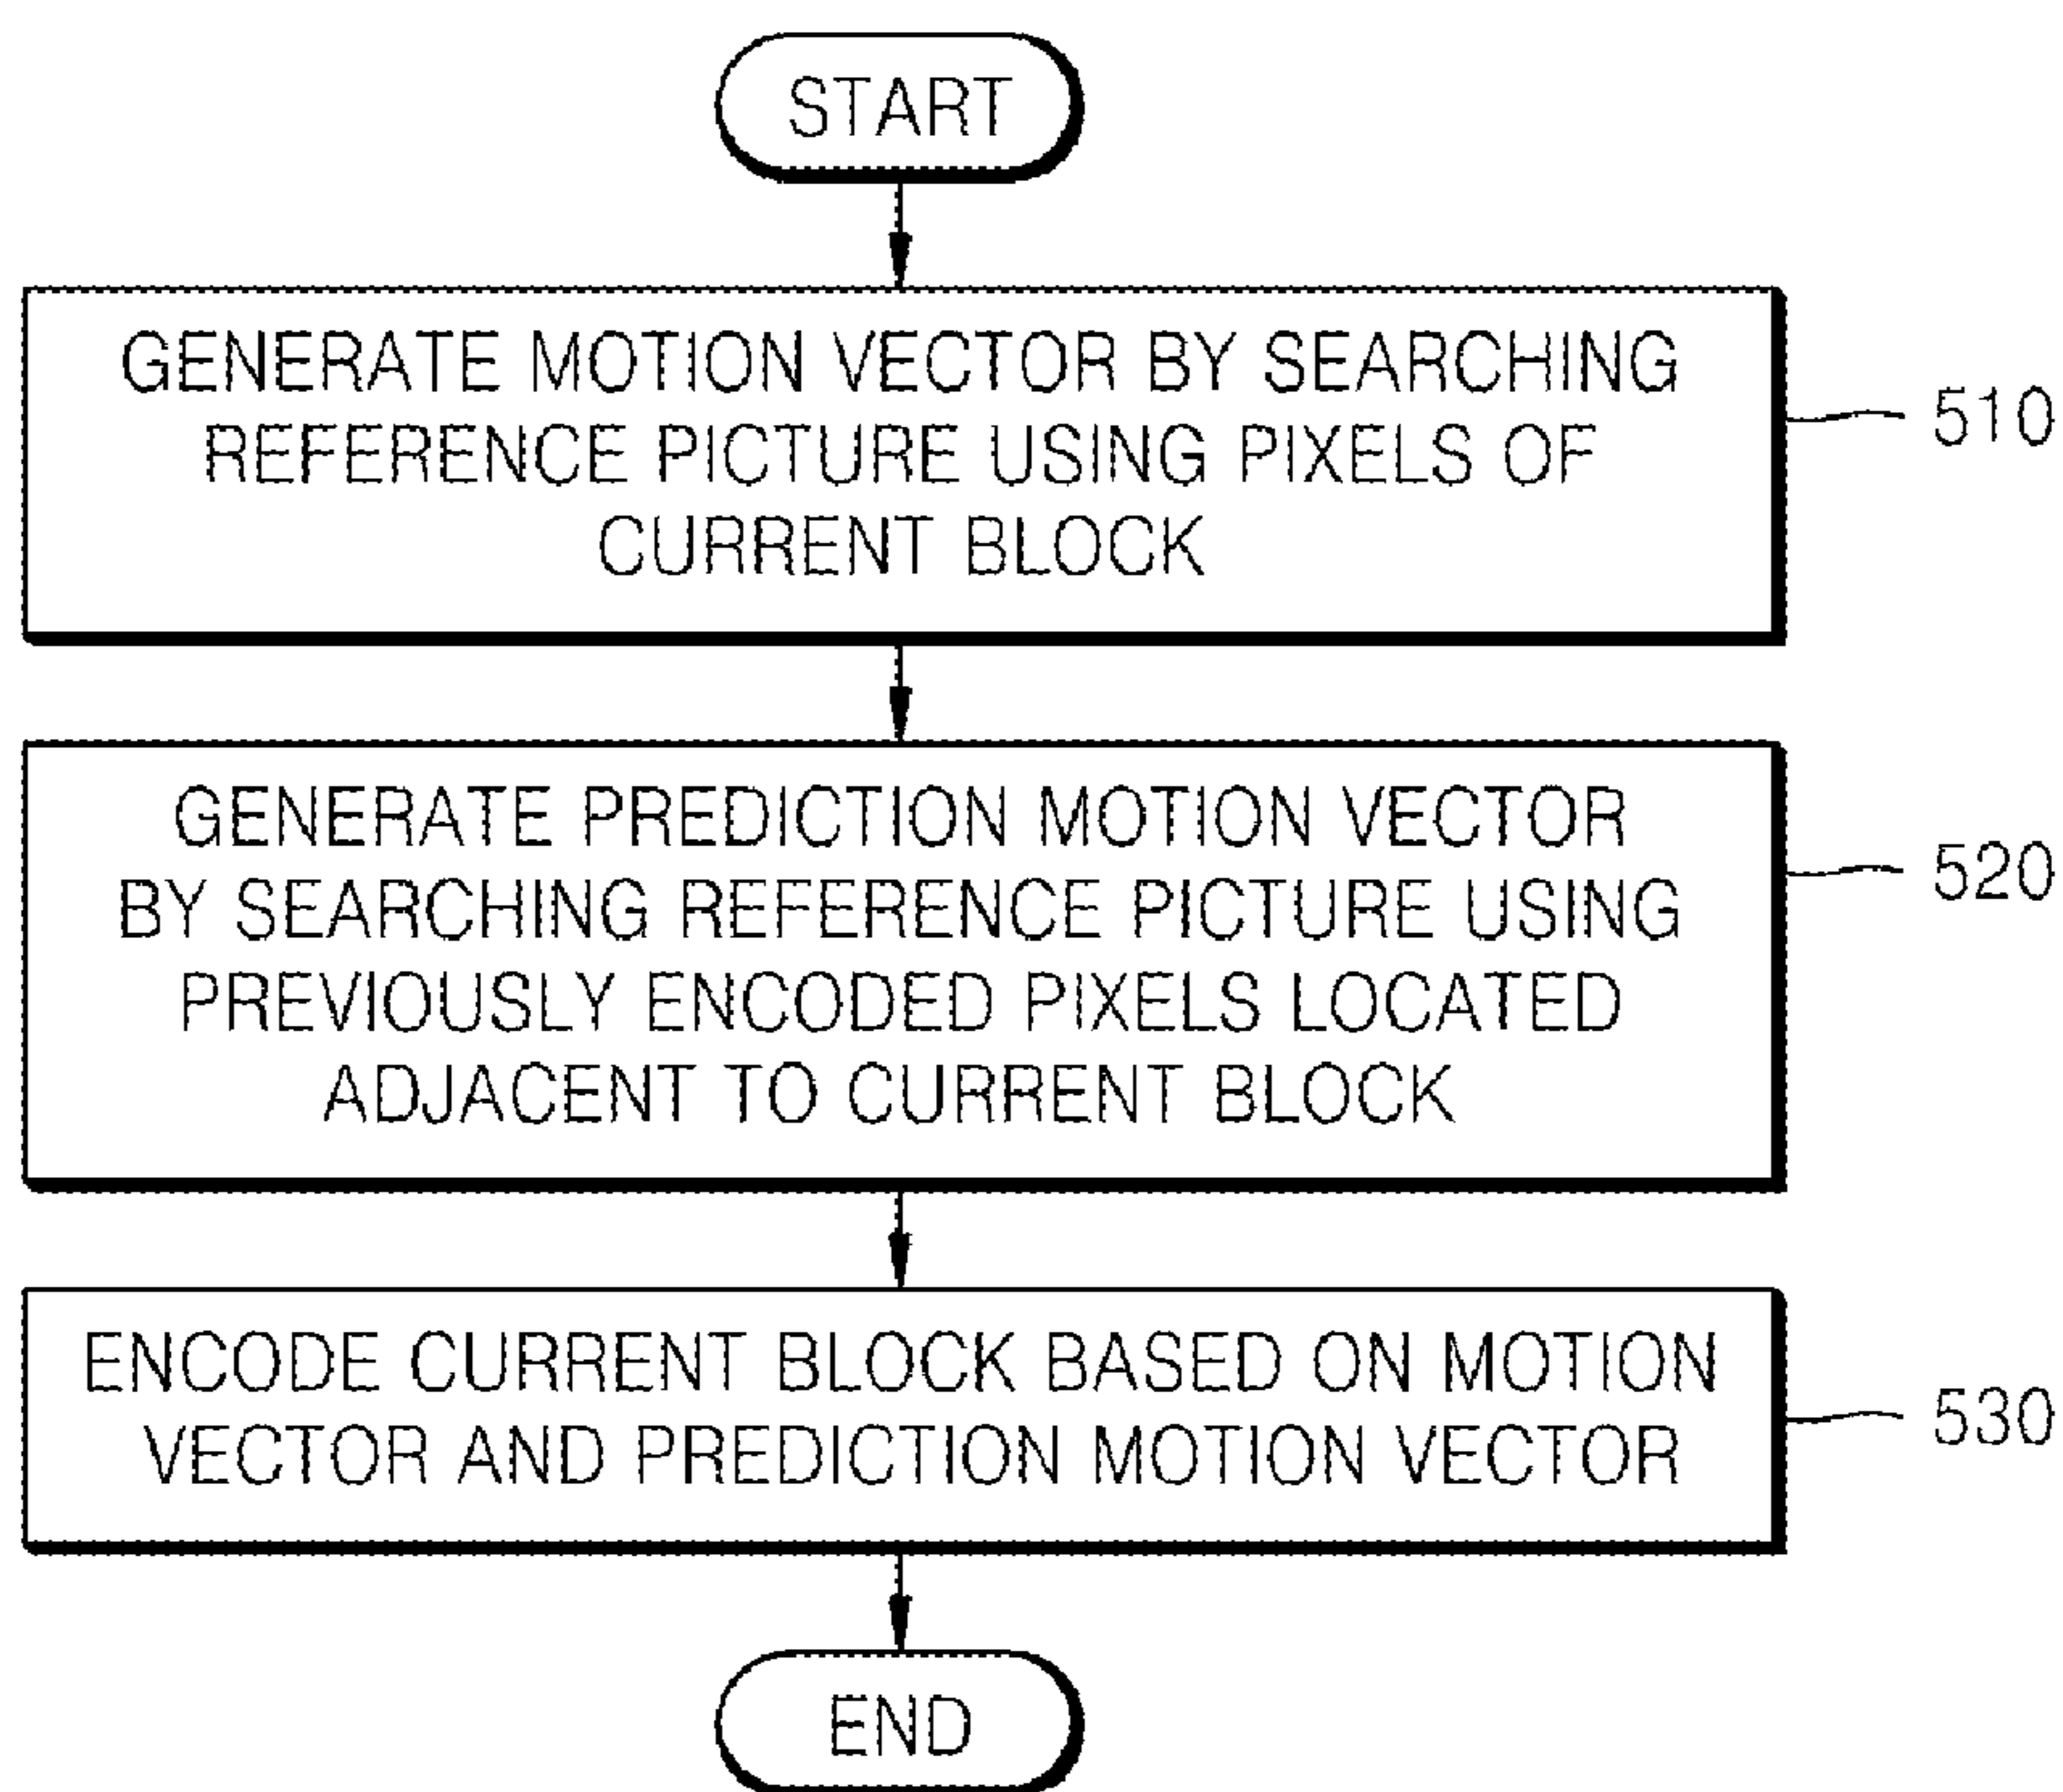 START
GENERATE MOTION VECTOR BY SEARCHING
REFERENCE PICTURE USING PIXELS OF
CURRENT BLOCK
510
GENERATE PREDICTION MOTION VECTOR
BY SEARCHING REFERENCE PICTURE USING
PREVIOUSLY ENCODED PIXELS LOCATED
ADJACENT TO CURRENT BLOCK
520
ENCODE CURRENT BLOCK BASED ON MOTION
VECTOR AND PREDICTION MOTION VECTOR
530
END